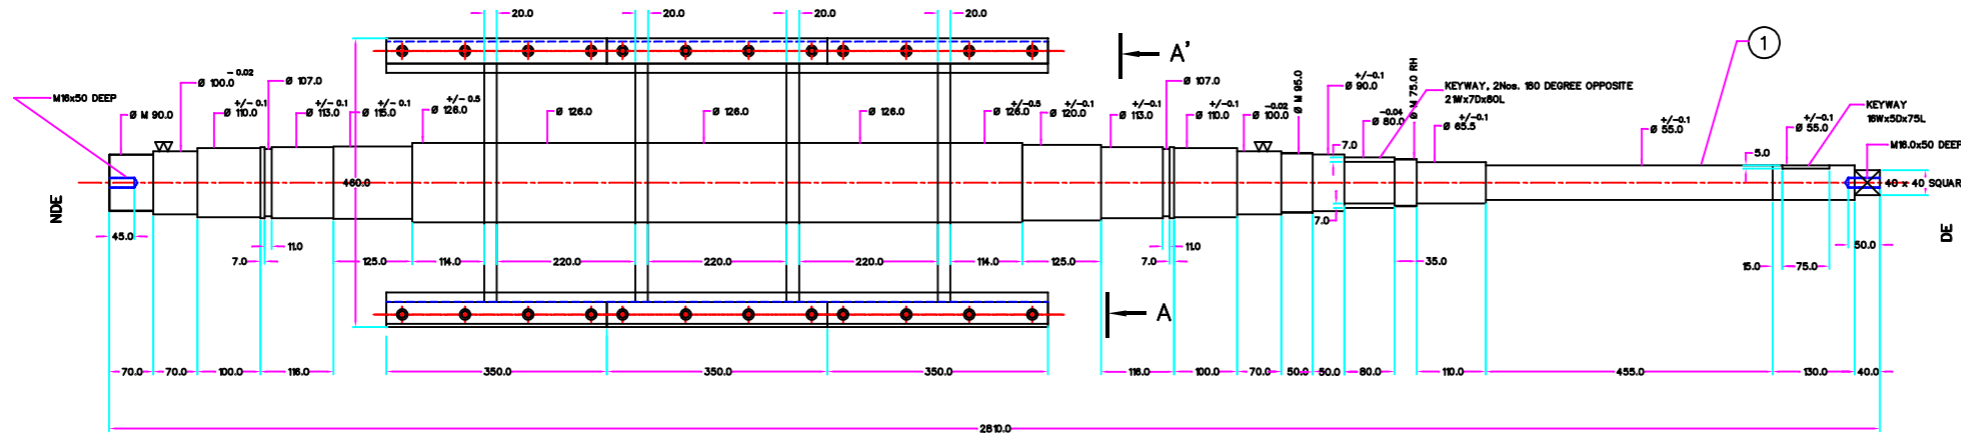 20.0 20.0 20.0 20.0
A'
1
M16x50 DEEP
Ø M 90.0
- 0.02
Ø 100.0
Ø 107.0
+/- 0.1
Ø 110.0
+/- 0.1
Ø 113.0
+/- 0.1
Ø 115.0
+/- 0.5
Ø 126.0
Ø 126.0
Ø 126.0
Ø 126.0
+/-0.5
Ø 126.0
+/-0.1
Ø 120.0
+/-0.1
Ø 113.0
Ø 107.0
+/-0.1
Ø 110.0
-0.02
Ø 100.0
Ø M 95.0
+/-0.1
Ø 90.0
-0.04
Ø 80.0
Ø M 75.0 RH
KEYWAY, 2Nos. 180 DEGREE OPPOSITE
21Wx7Dx80L
+/-0.1
Ø 65.5
+/-0.1
Ø 55.0
+/-0.1
Ø 55.0
KEYWAY
16Wx5Dx75L
M16.0x50 DEEP
40 x 40 SQUAR
7.0
7.0
5.0
460.0
NDE
DE
45.0
7.0
11.0
125.0 114.0 220.0 220.0 220.0 114.0 125.0
7.0
11.0
35.0
15.0 75.0
50.0
A
70.0 70.0 100.0 116.0 350.0 350.0 350.0 116.0 100.0 70.0 50.0 50.0 80.0 110.0 455.0 130.0 40.0
2810.0